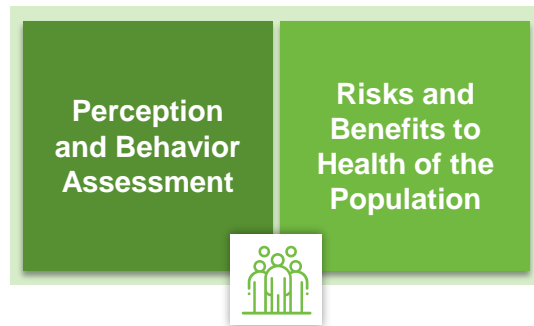 Perception
and Behavior
Assessment
Risks and
Benefits to
Health of the
Population